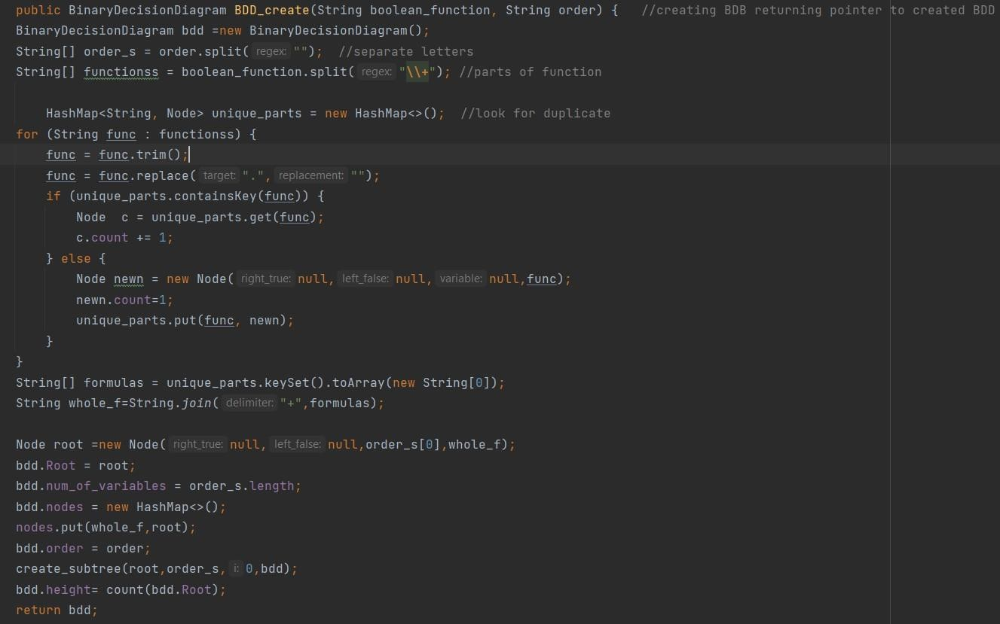 public BinaryDecisionDiagram BDD_create(String boolean_function, String order) {   //creating BDB returning pointer to created BDD
BinaryDecisionDiagram bdd =new BinaryDecisionDiagram();
String[] order_s = order.split( regex: "");  //separate letters
String[] functionss = boolean_function.split( regex: "\\+"); //parts of function
    HashMap<String, Node> unique_parts = new HashMap<>();  //look for duplicate
for (String func : functionss) {
    func = func.trim();
    func = func.replace( target: ".", replacement: "");
    if (unique_parts.containsKey(func)) {
        Node  c = unique_parts.get(func);
        c.count += 1;
    } else {
        Node newn = new Node( right_true: null, left_false: null, variable: null,func);
        newn.count=1;
        unique_parts.put(func, newn);
    }
}
String[] formulas = unique_parts.keySet().toArray(new String[0]);
String whole_f=String.join( delimiter: "+",formulas);
Node root =new Node( right_true: null, left_false: null,order_s[0],whole_f);
bdd.Root = root;
bdd.num_of_variables = order_s.length;
bdd.nodes = new HashMap<>();
nodes.put(whole_f,root);
bdd.order = order;
create_subtree(root,order_s, i: 0,bdd);
bdd.height= count(bdd.Root);
return bdd;